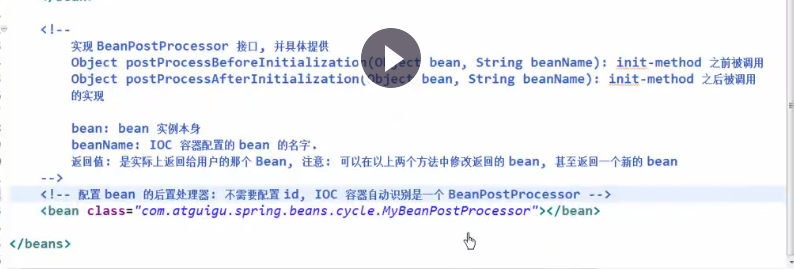 <!--
实现 BeanPostProcessor 接口, 并具体提供
Object postProcessBeforeInitialization(Object bean, String beanName): init-method 之前被调用
Object postProcessAfterInitialization(Object bean, String beanName): init-method 之后被调用
的实现
bean: bean 实例本身
beanName: IOC 容器配置的 bean 的名字.
返回值: 是实际上返回给用户的那个 Bean, 注意: 可以在以上两个方法中修改返回的 bean, 甚至返回一个新的 bean
-->
<!-- 配置 bean 的后置处理器: 不需要配置 id, IOC 容器自动识别是一个 BeanPostProcessor -->
<bean class="com.atguigu.spring.beans.cycle.MyBeanPostProcessor"></bean>
</beans>